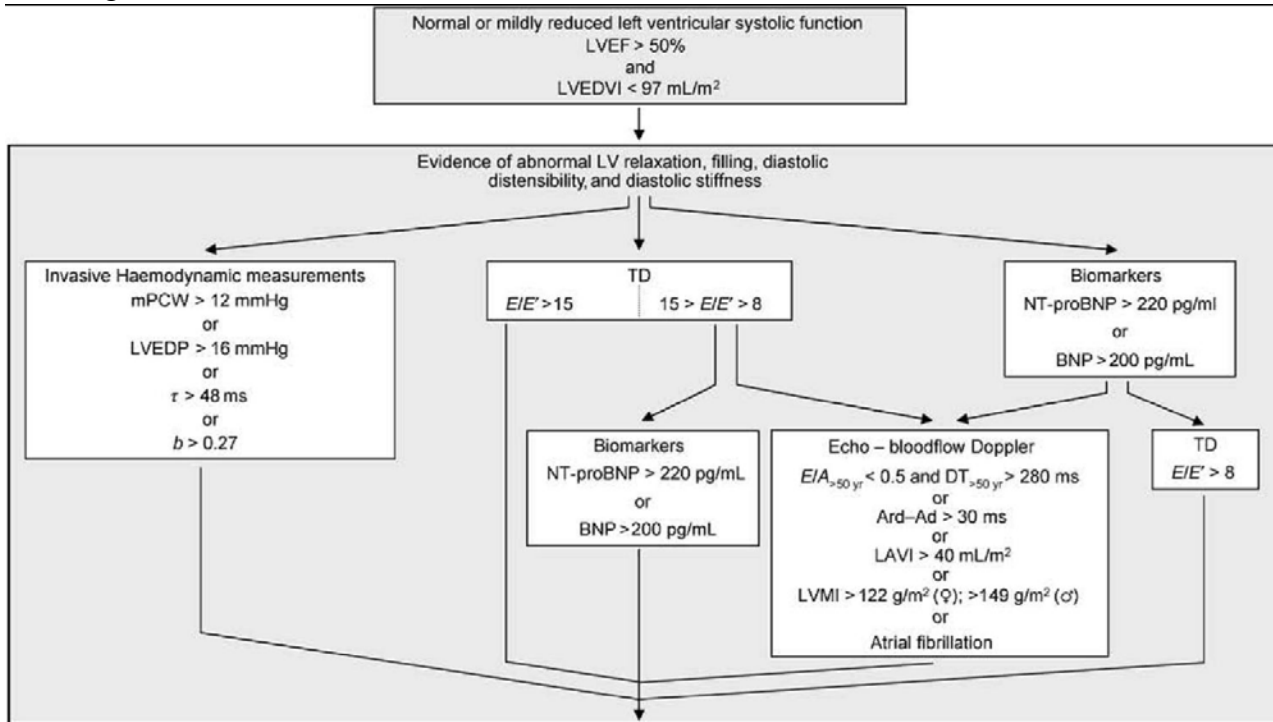 Normal or mildly reduced left ventricular systolic function
LVEF > 50%
and
LVEDVI < 97 mL/m²
Evidence of abnormal LV relaxation, filling, diastolic
distensibility, and diastolic stiffness
Invasive Haemodynamic measurements
mPCW > 12 mmHg
or
LVEDP > 16 mmHg
or
τ > 48 ms
or
b > 0.27
TD
E/E' >15
15 > E/E' > 8
Biomarkers
NT-proBNP > 220 pg/ml
or
BNP > 200 pg/mL
Biomarkers
NT-proBNP > 220 pg/mL
or
BNP >200 pg/mL
Echo – bloodflow Doppler
E/A>50 yr < 0.5 and DT>50 yr > 280 ms
or
Ard–Ad > 30 ms
or
LAVI > 40 mL/m²
or
LVMI > 122 g/m² (♀); >149 g/m² (♂)
or
Atrial fibrillation
TD
E/E' > 8